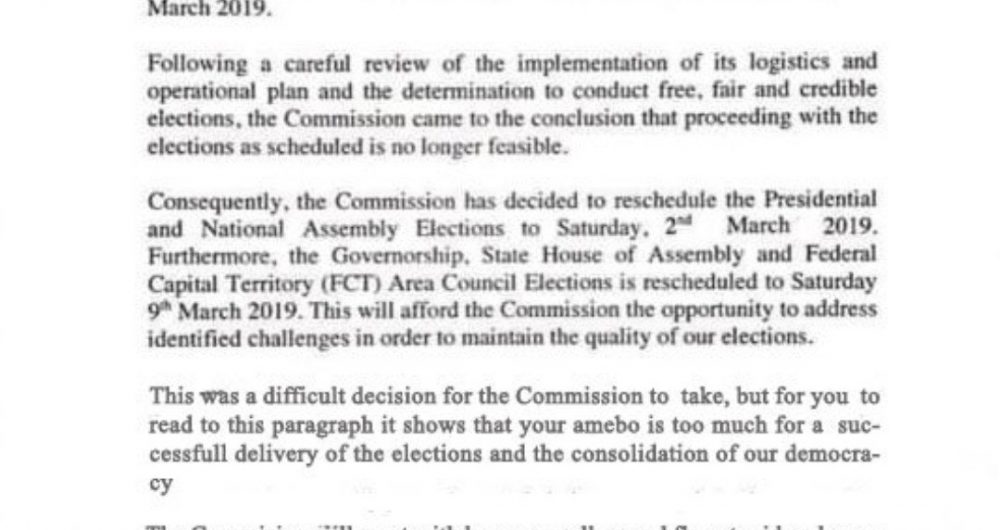 March 2019.
Following a careful review of the implementation of its logistics and
operational plan and the determination to conduct free, fair and credible
elections, the Commission came to the conclusion that proceeding with the
elections as scheduled is no longer feasible.
Consequently, the Commission has decided to reschedule the Presidential
and National Assembly Elections to Saturday, 2nd March 2019.
Furthermore, the Governorship, State House of Assembly and Federal
Capital Territory (FCT) Area Council Elections is rescheduled to Saturday
9th March 2019. This will afford the Commission the opportunity to address
identified challenges in order to maintain the quality of our elections.
This was a difficult decision for the Commission to take, but for you to
read to this paragraph it shows that your amebo is too much for a suc-
cessfull delivery of the elections and the consolidation of our democra-
cy